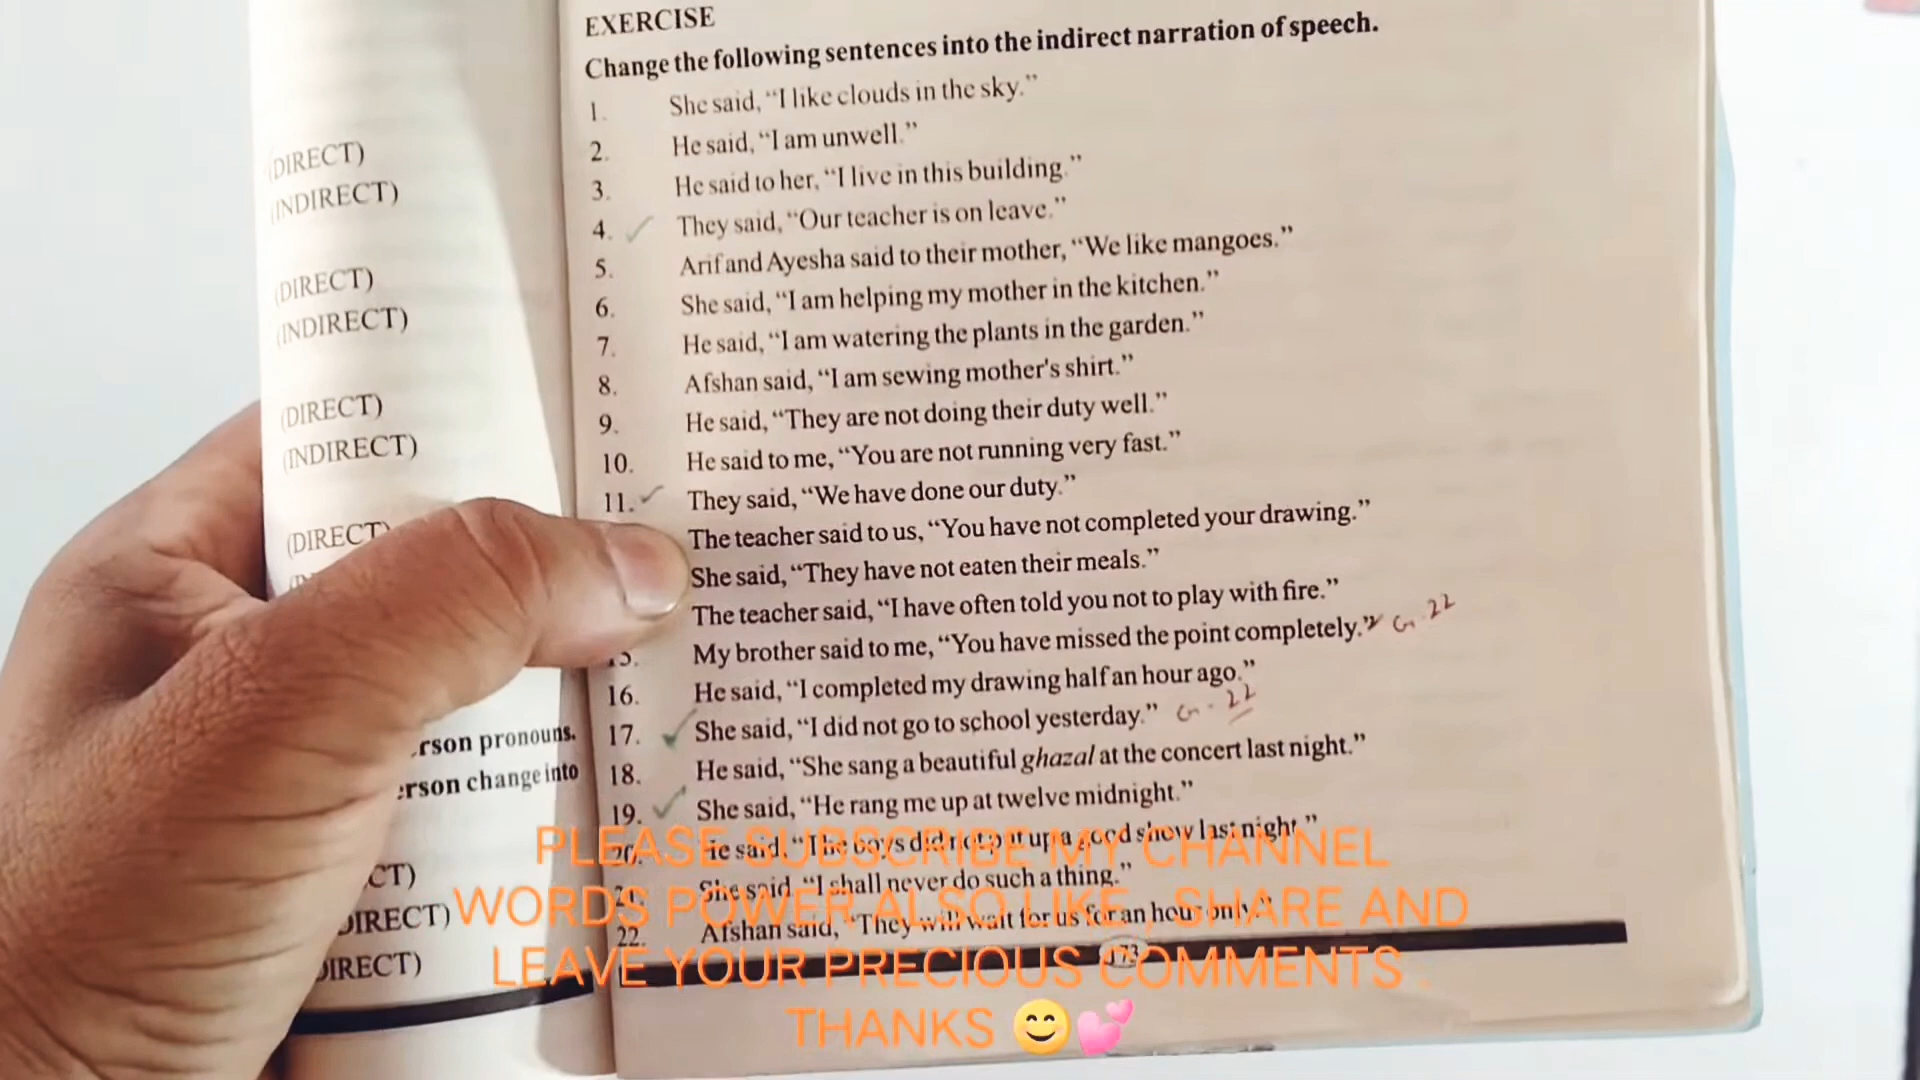 (DIRECT)
(INDIRECT)
(DIRECT)
(INDIRECT)
(DIRECT)
(INDIRECT)
(DIRECT)
rson pronouns.
erson change into
CT)
DIRECT)
DIRECT)
EXERCISE
Change the following sentences into the indirect narration of speech.
1. She said, “I like clouds in the sky.”
2. He said, “I am unwell.”
3. He said to her, “I live in this building.”
4. They said, “Our teacher is on leave.”
5. Arif and Ayesha said to their mother, “We like mangoes.”
6. She said, “I am helping my mother in the kitchen.”
7. He said, “I am watering the plants in the garden.”
8. Afshan said, “I am sewing mother's shirt.”
9. He said, “They are not doing their duty well.”
10. He said to me, “You are not running very fast.”
11. They said, “We have done our duty.”
The teacher said to us, “You have not completed your drawing.”
She said, “They have not eaten their meals.”
The teacher said, “I have often told you not to play with fire.”
15. My brother said to me, “You have missed the point completely.” G.22
16. He said, “I completed my drawing half an hour ago.”
17. She said, “I did not go to school yesterday.” G-22
18. He said, “She sang a beautiful ghazal at the concert last night.”
19. She said, “He rang me up at twelve midnight.”
20. He said, “The boys did not put up a good show last night.”
21. She said, “I shall never do such a thing.”
22. Afshan said, “They will wait for us for an hour only.”
173
PLEASE SUBSCRIBE MY CHANNEL
WORDS POWER ALSO LIKE, SHARE AND
LEAVE YOUR PRECIOUS COMMENTS .
THANKS 😊💕